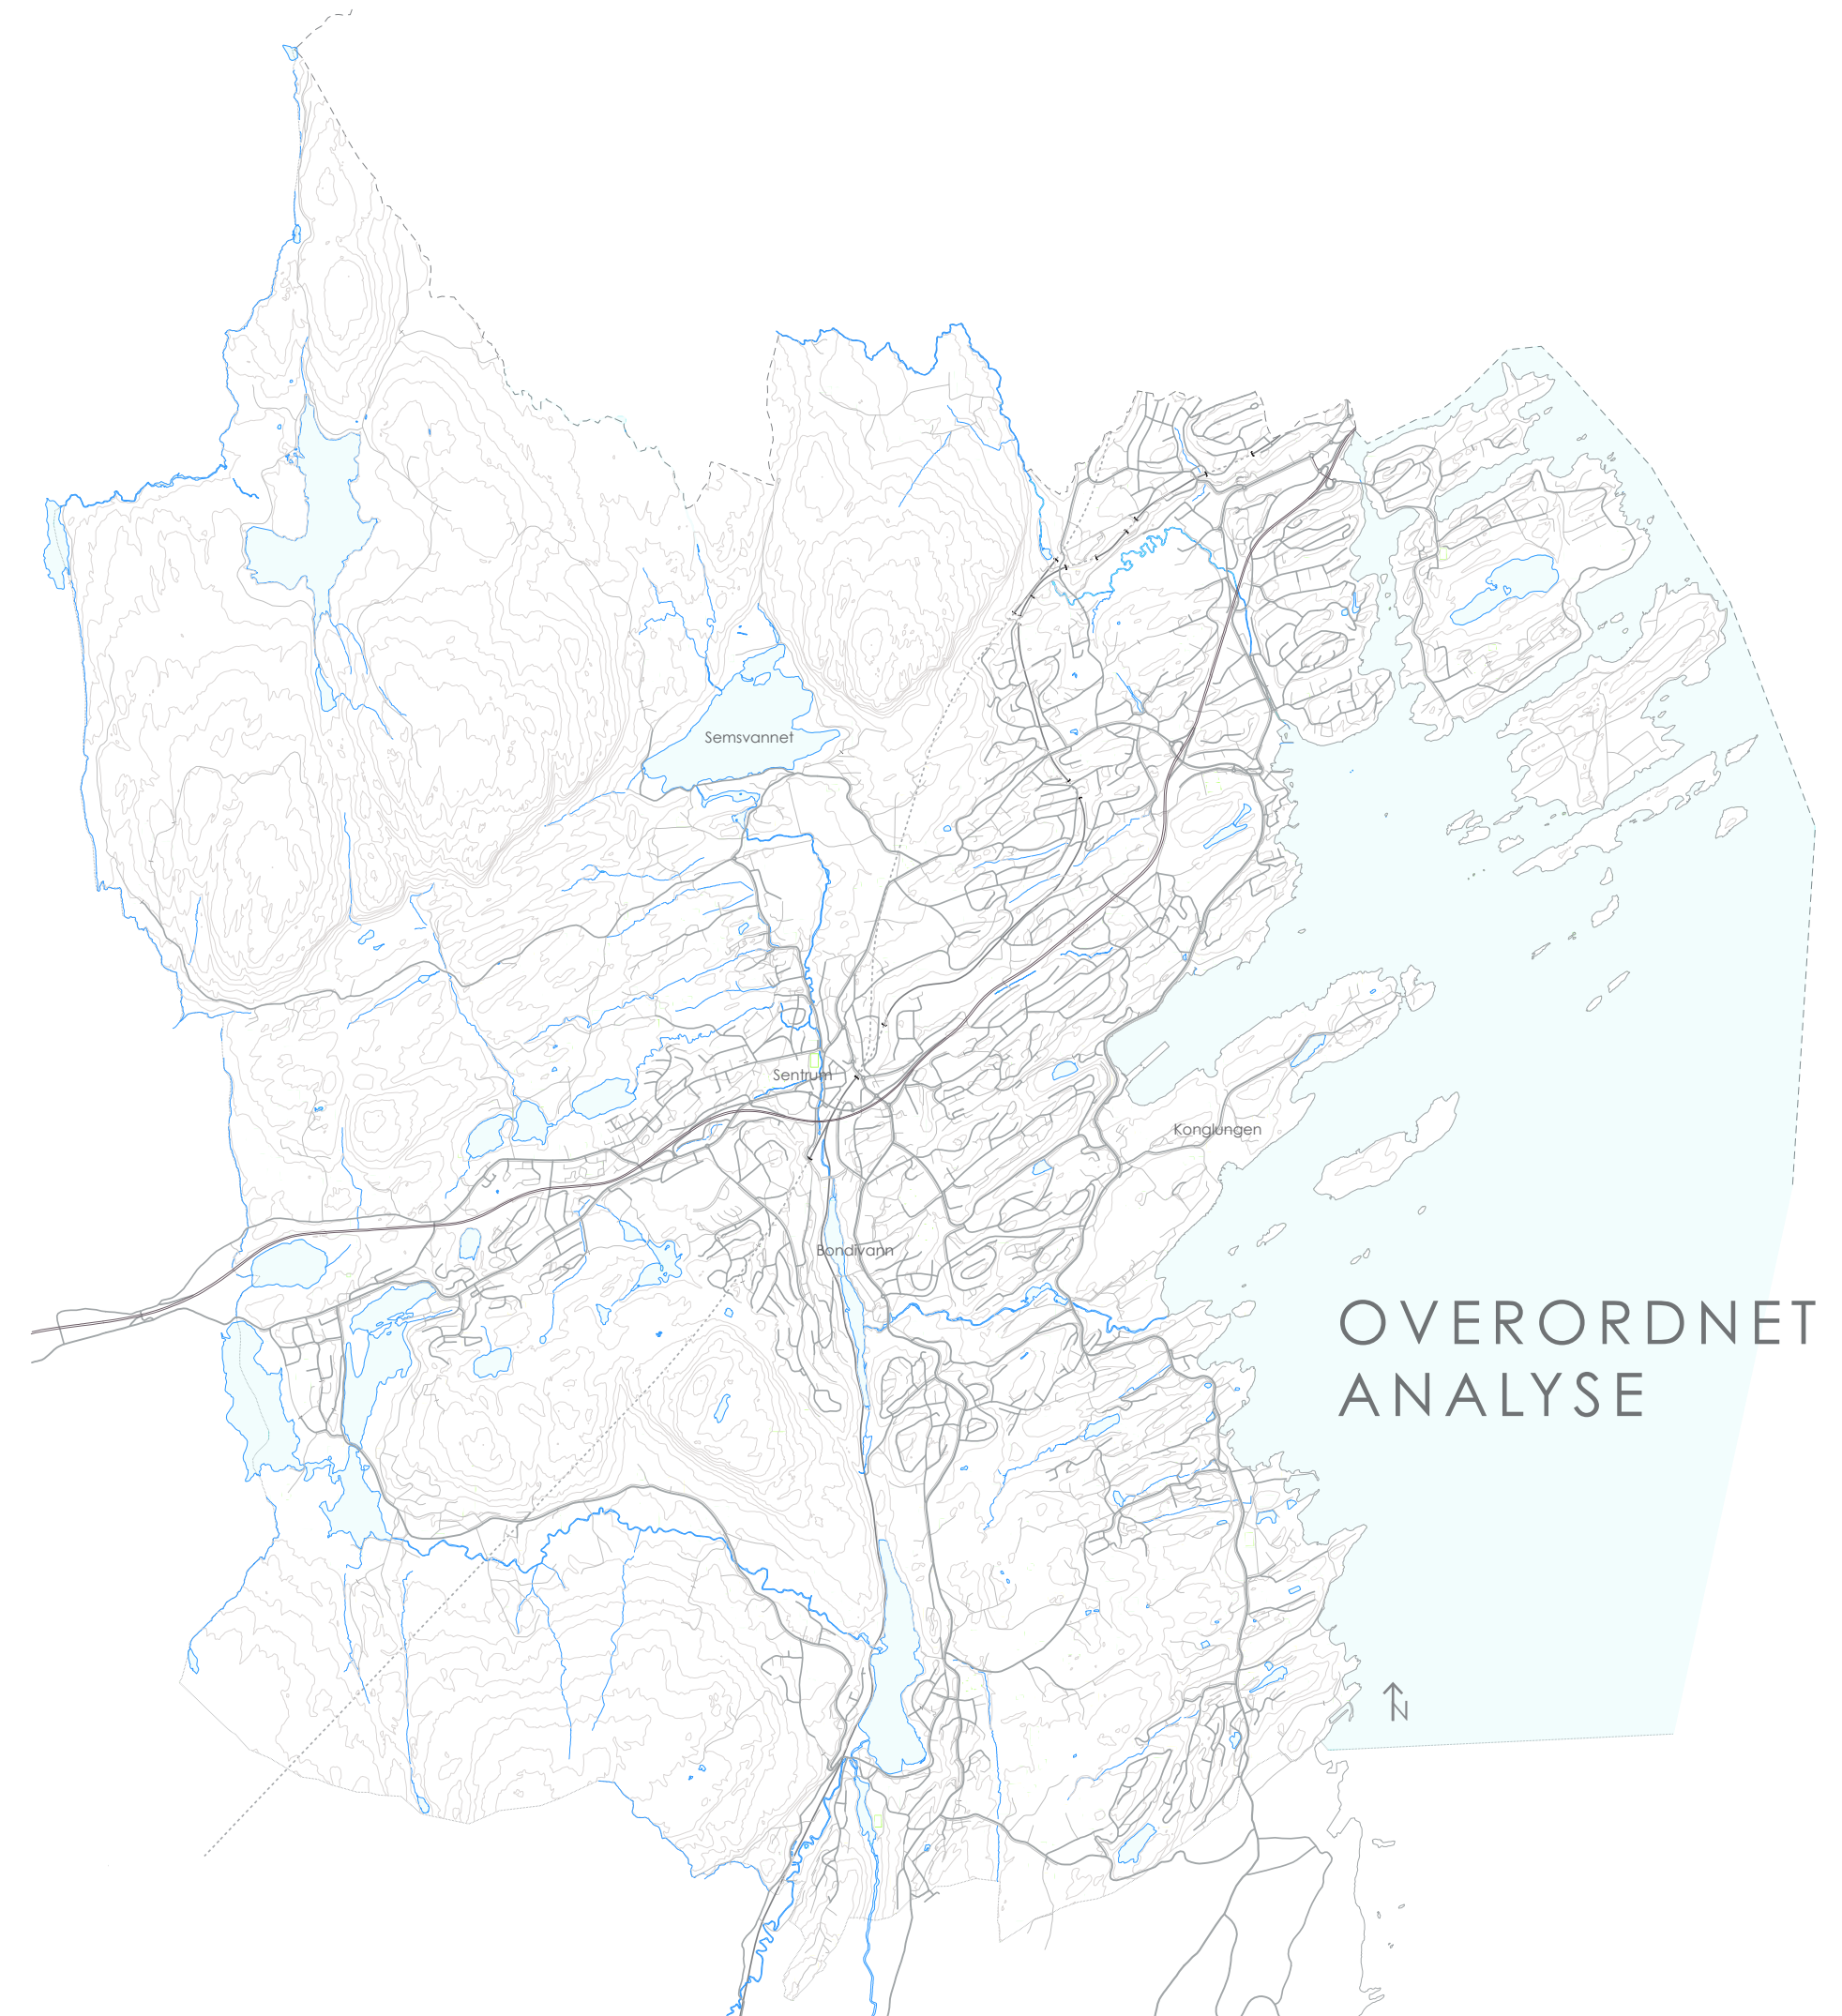 Semsvannet
Sentrum
Konglungen
Bondivann
OVERORDNET
ANALYSE
N